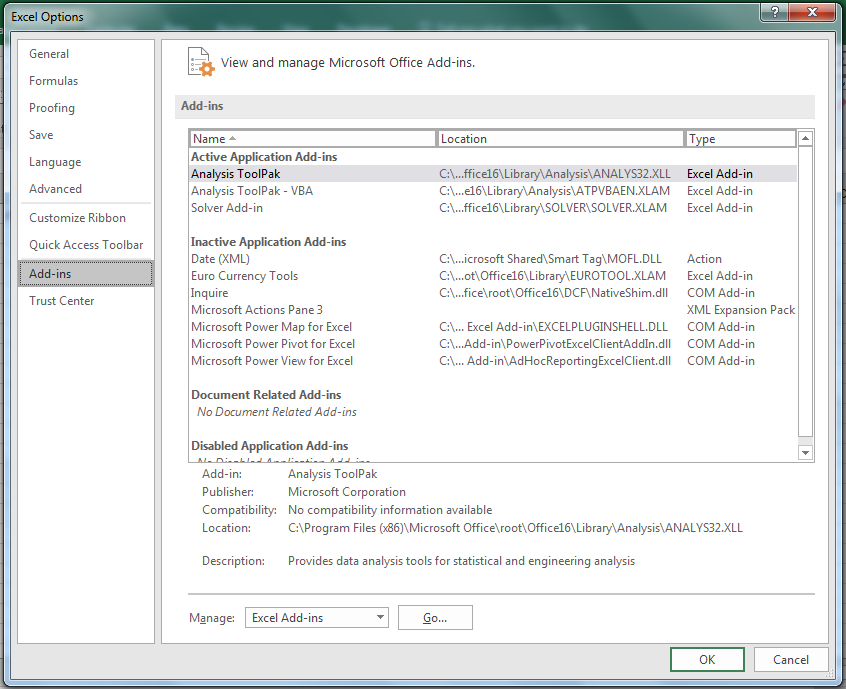 Excel Options
General
Formulas
Proofing
Save
Language
Advanced
Customize Ribbon
Quick Access Toolbar
Add-ins
Trust Center
View and manage Microsoft Office Add-ins.
Add-ins
Name Location Type
Active Application Add-ins
Analysis ToolPak C:\...ffice16\Library\Analysis\ANALYS32.XLL Excel Add-in
Analysis ToolPak - VBA C:\...e16\Library\Analysis\ATPVBAEN.XLAM Excel Add-in
Solver Add-in C:\...ffice16\Library\SOLVER\SOLVER.XLAM Excel Add-in
Inactive Application Add-ins
Date (XML) C:\...icrosoft Shared\Smart Tag\MOFL.DLL Action
Euro Currency Tools C:\...ot\Office16\Library\EUROTOOL.XLAM Excel Add-in
Inquire C:\...fice\root\Office16\DCF\NativeShim.dll COM Add-in
Microsoft Actions Pane 3 XML Expansion Pack
Microsoft Power Map for Excel C:\... Excel Add-in\EXCELPLUGINSHELL.DLL COM Add-in
Microsoft Power Pivot for Excel C:\...Add-in\PowerPivotExcelClientAddIn.dll COM Add-in
Microsoft Power View for Excel C:\... Add-in\AdHocReportingExcelClient.dll COM Add-in
Document Related Add-ins
No Document Related Add-ins
Disabled Application Add-ins
No Disabled Application Add-ins
Add-in: Analysis ToolPak
Publisher: Microsoft Corporation
Compatibility: No compatibility information available
Location: C:\Program Files (x86)\Microsoft Office\root\Office16\Library\Analysis\ANALYS32.XLL
Description: Provides data analysis tools for statistical and engineering analysis
Manage: Excel Add-ins Go...
OK Cancel